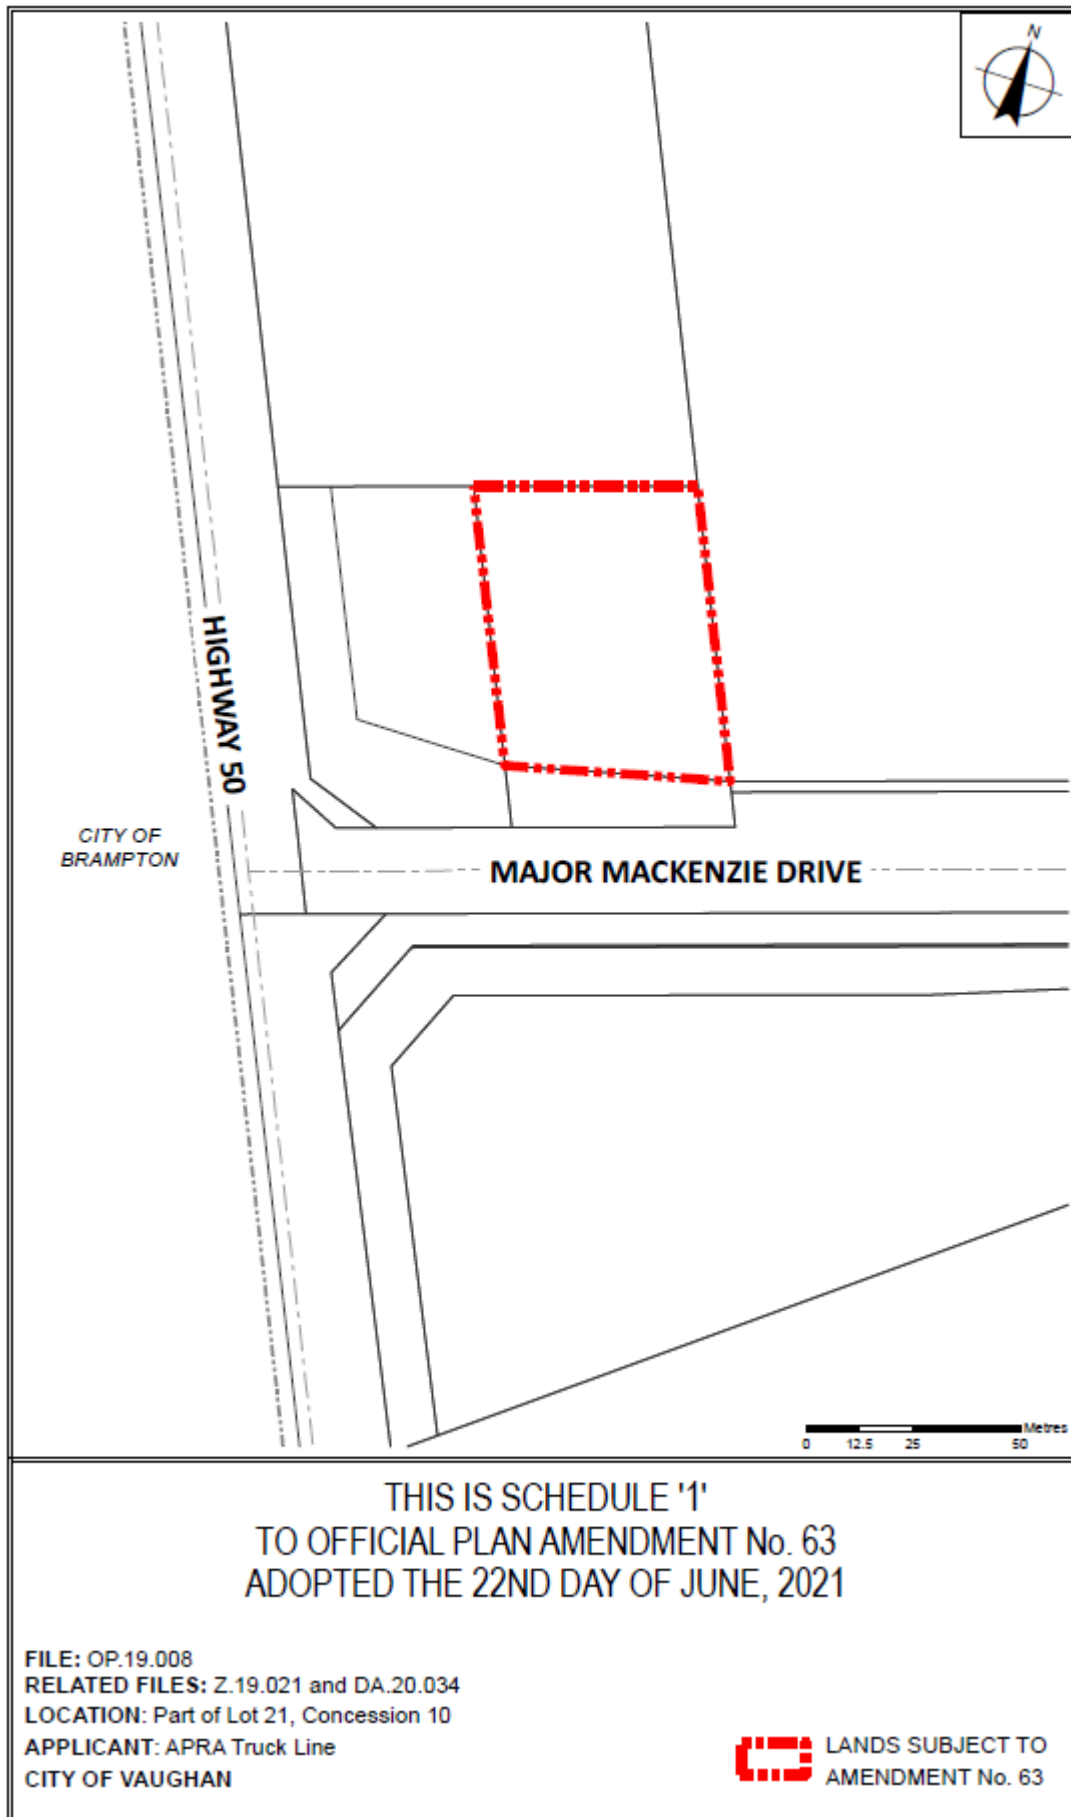 N
HIGHWAY 50
CITY OF
BRAMPTON
MAJOR MACKENZIE DRIVE
Metres
0 12.5 25 50
THIS IS SCHEDULE '1'
TO OFFICIAL PLAN AMENDMENT No. 63
ADOPTED THE 22ND DAY OF JUNE, 2021
FILE: OP.19.008
RELATED FILES: Z.19.021 and DA.20.034
LOCATION: Part of Lot 21, Concession 10
APPLICANT: APRA Truck Line
CITY OF VAUGHAN
LANDS SUBJECT TO
AMENDMENT No. 63